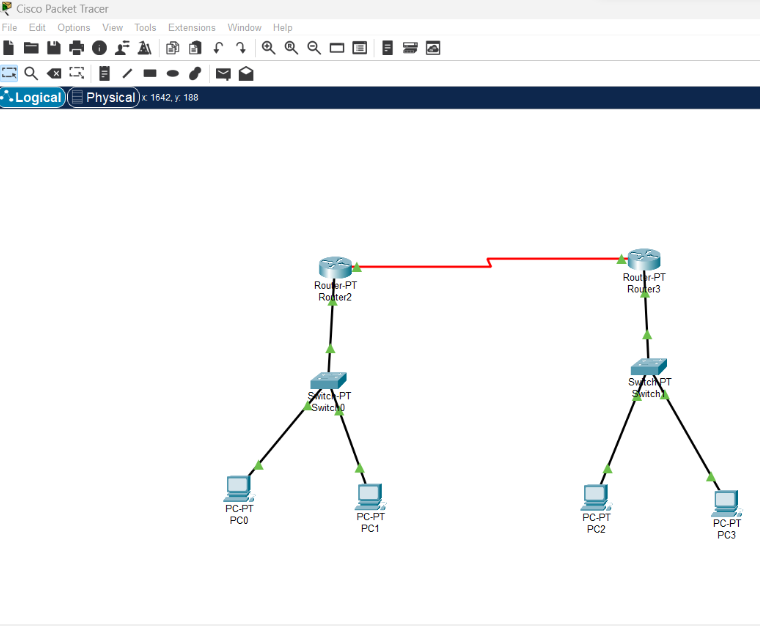 Cisco Packet Tracer
File Edit Options View Tools Extensions Window Help
Logical Physical x: 1642, y: 188
Router-PT
Router2
Router-PT
Router3
Switch-PT
Switch0
Switch-PT
Switch1
PC-PT
PC0
PC-PT
PC1
PC-PT
PC2
PC-PT
PC3